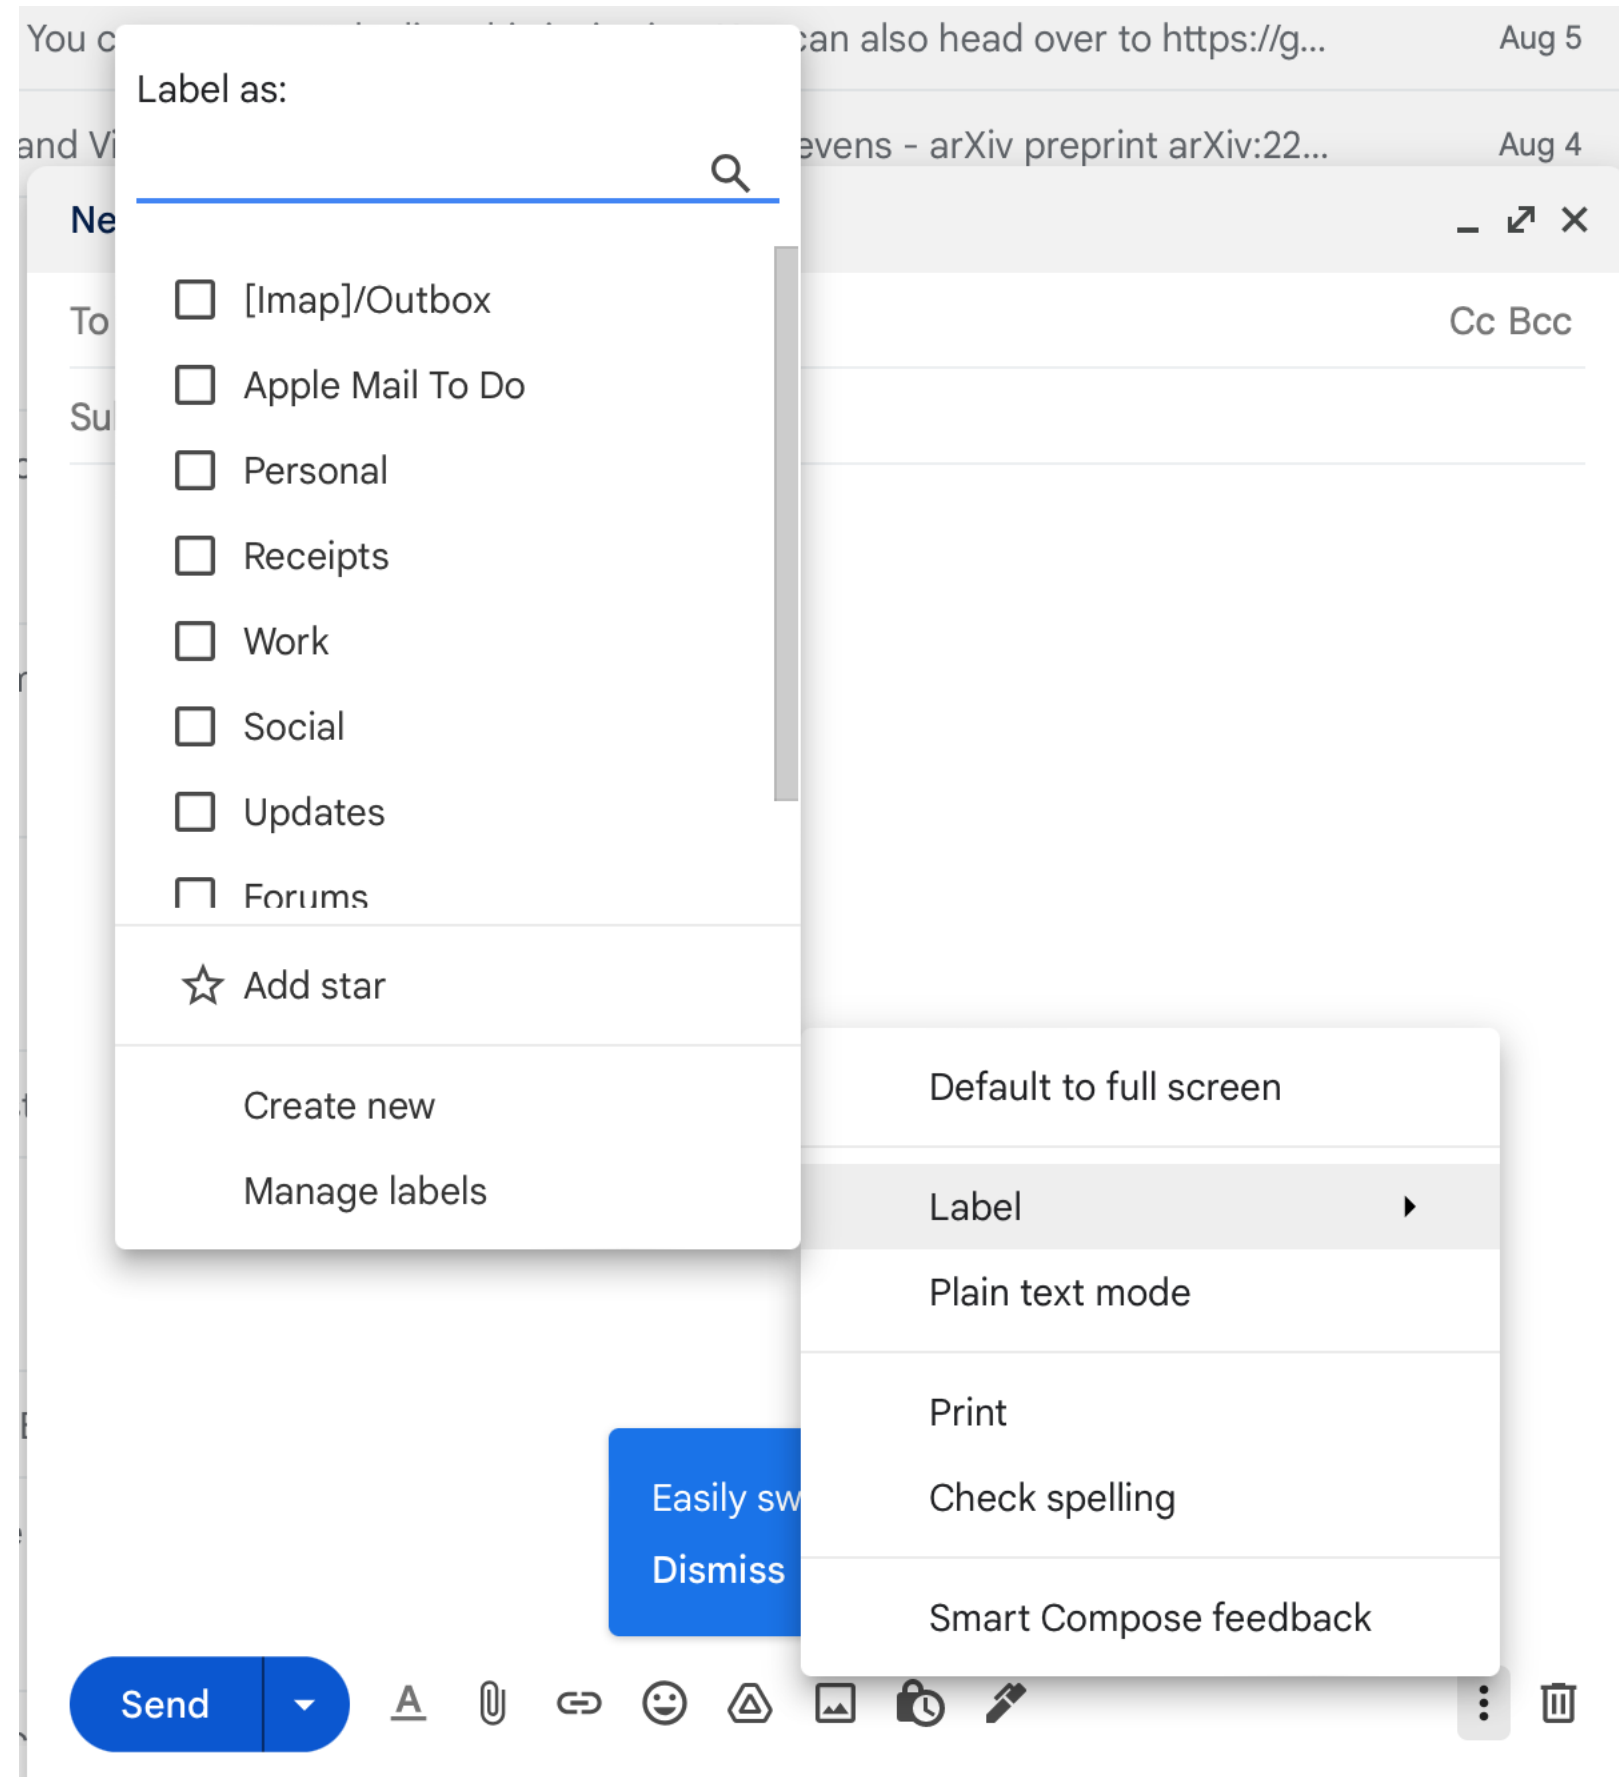 You can also head over to https://g... Aug 5
and evens - arXiv preprint arXiv:22... Aug 4
Label as:
To
Cc Bcc
[Imap]/Outbox
Apple Mail To Do
Personal
Receipts
Work
Social
Updates
Forums
Add star
Create new
Manage labels
Default to full screen
Label
Plain text mode
Print
Check spelling
Smart Compose feedback
Easily
Dismiss
Send